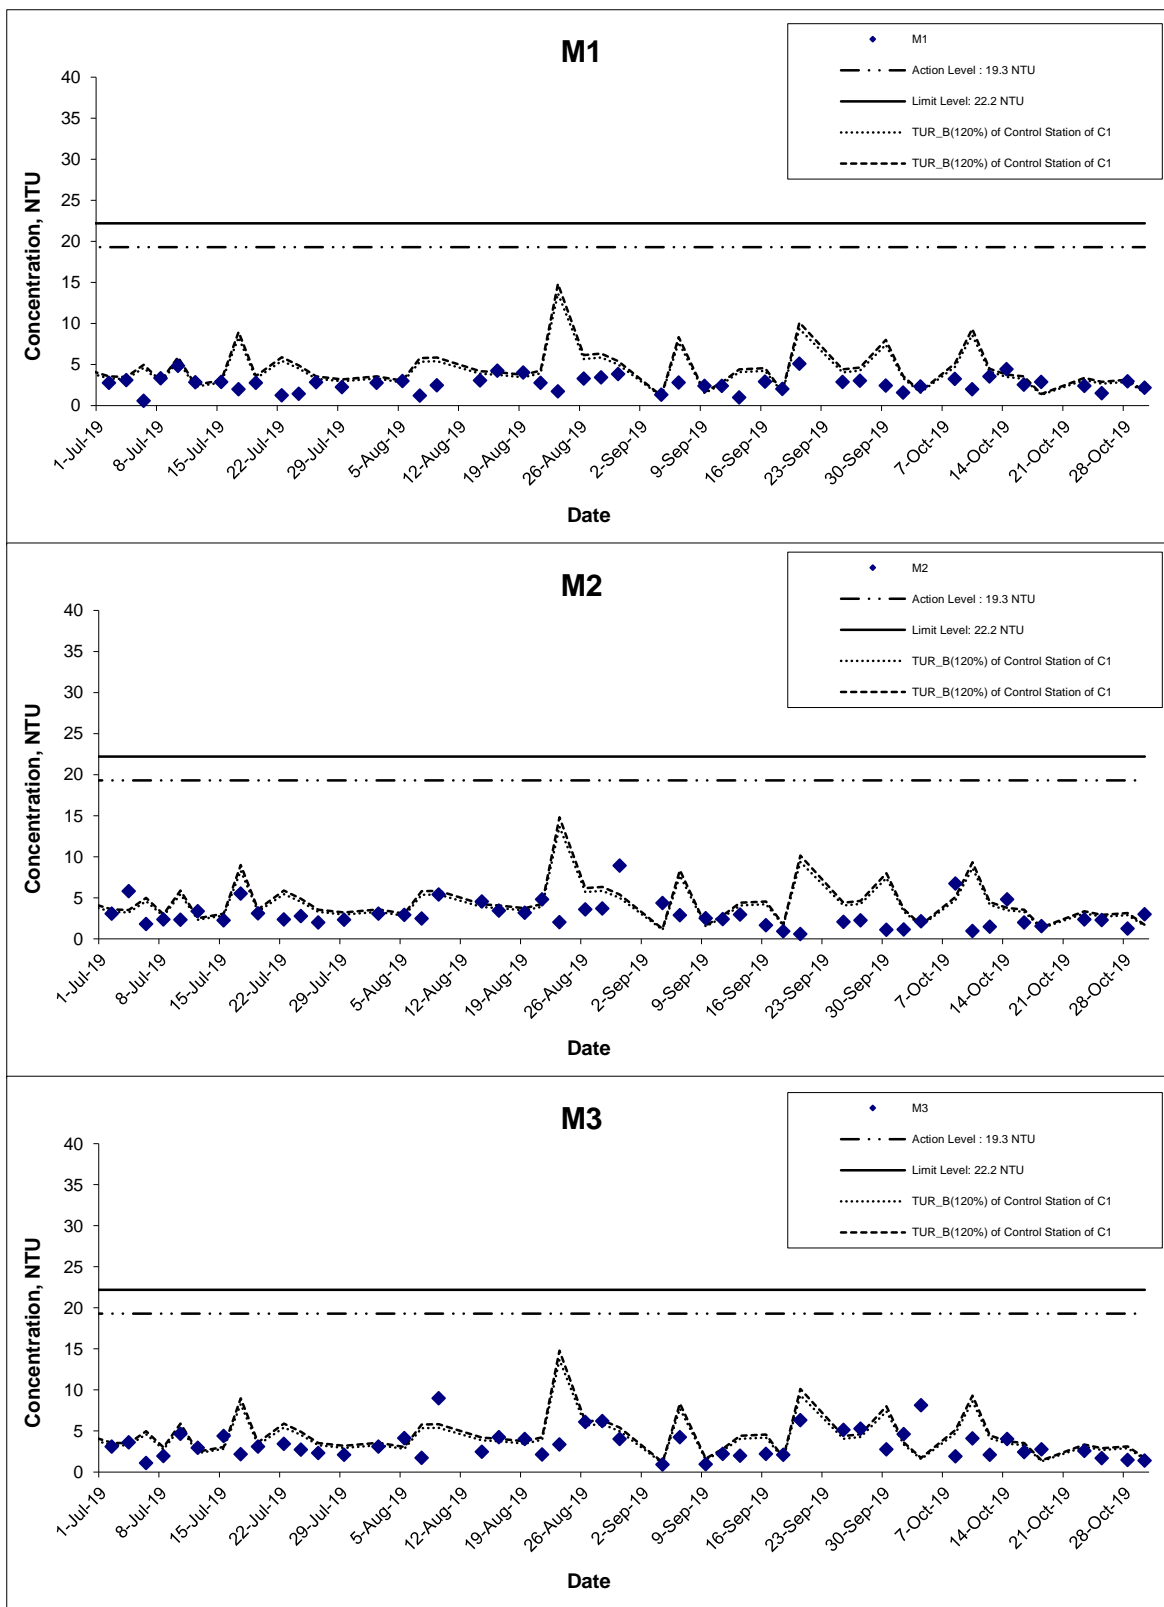 M1
M1
Action Level : 19.3 NTU
Limit Level: 22.2 NTU
TUR_B(120%) of Control Station of C1
TUR_B(120%) of Control Station of C1
Concentration, NTU
40
35
30
25
20
15
10
5
0
1-Jul-19
8-Jul-19
15-Jul-19
22-Jul-19
29-Jul-19
5-Aug-19
12-Aug-19
19-Aug-19
26-Aug-19
2-Sep-19
9-Sep-19
16-Sep-19
23-Sep-19
30-Sep-19
7-Oct-19
14-Oct-19
21-Oct-19
28-Oct-19
Date
M2
M2
Action Level : 19.3 NTU
Limit Level: 22.2 NTU
TUR_B(120%) of Control Station of C1
TUR_B(120%) of Control Station of C1
Concentration, NTU
40
35
30
25
20
15
10
5
0
1-Jul-19
8-Jul-19
15-Jul-19
22-Jul-19
29-Jul-19
5-Aug-19
12-Aug-19
19-Aug-19
26-Aug-19
2-Sep-19
9-Sep-19
16-Sep-19
23-Sep-19
30-Sep-19
7-Oct-19
14-Oct-19
21-Oct-19
28-Oct-19
Date
M3
M3
Action Level : 19.3 NTU
Limit Level: 22.2 NTU
TUR_B(120%) of Control Station of C1
TUR_B(120%) of Control Station of C1
Concentration, NTU
40
35
30
25
20
15
10
5
0
1-Jul-19
8-Jul-19
15-Jul-19
22-Jul-19
29-Jul-19
5-Aug-19
12-Aug-19
19-Aug-19
26-Aug-19
2-Sep-19
9-Sep-19
16-Sep-19
23-Sep-19
30-Sep-19
7-Oct-19
14-Oct-19
21-Oct-19
28-Oct-19
Date